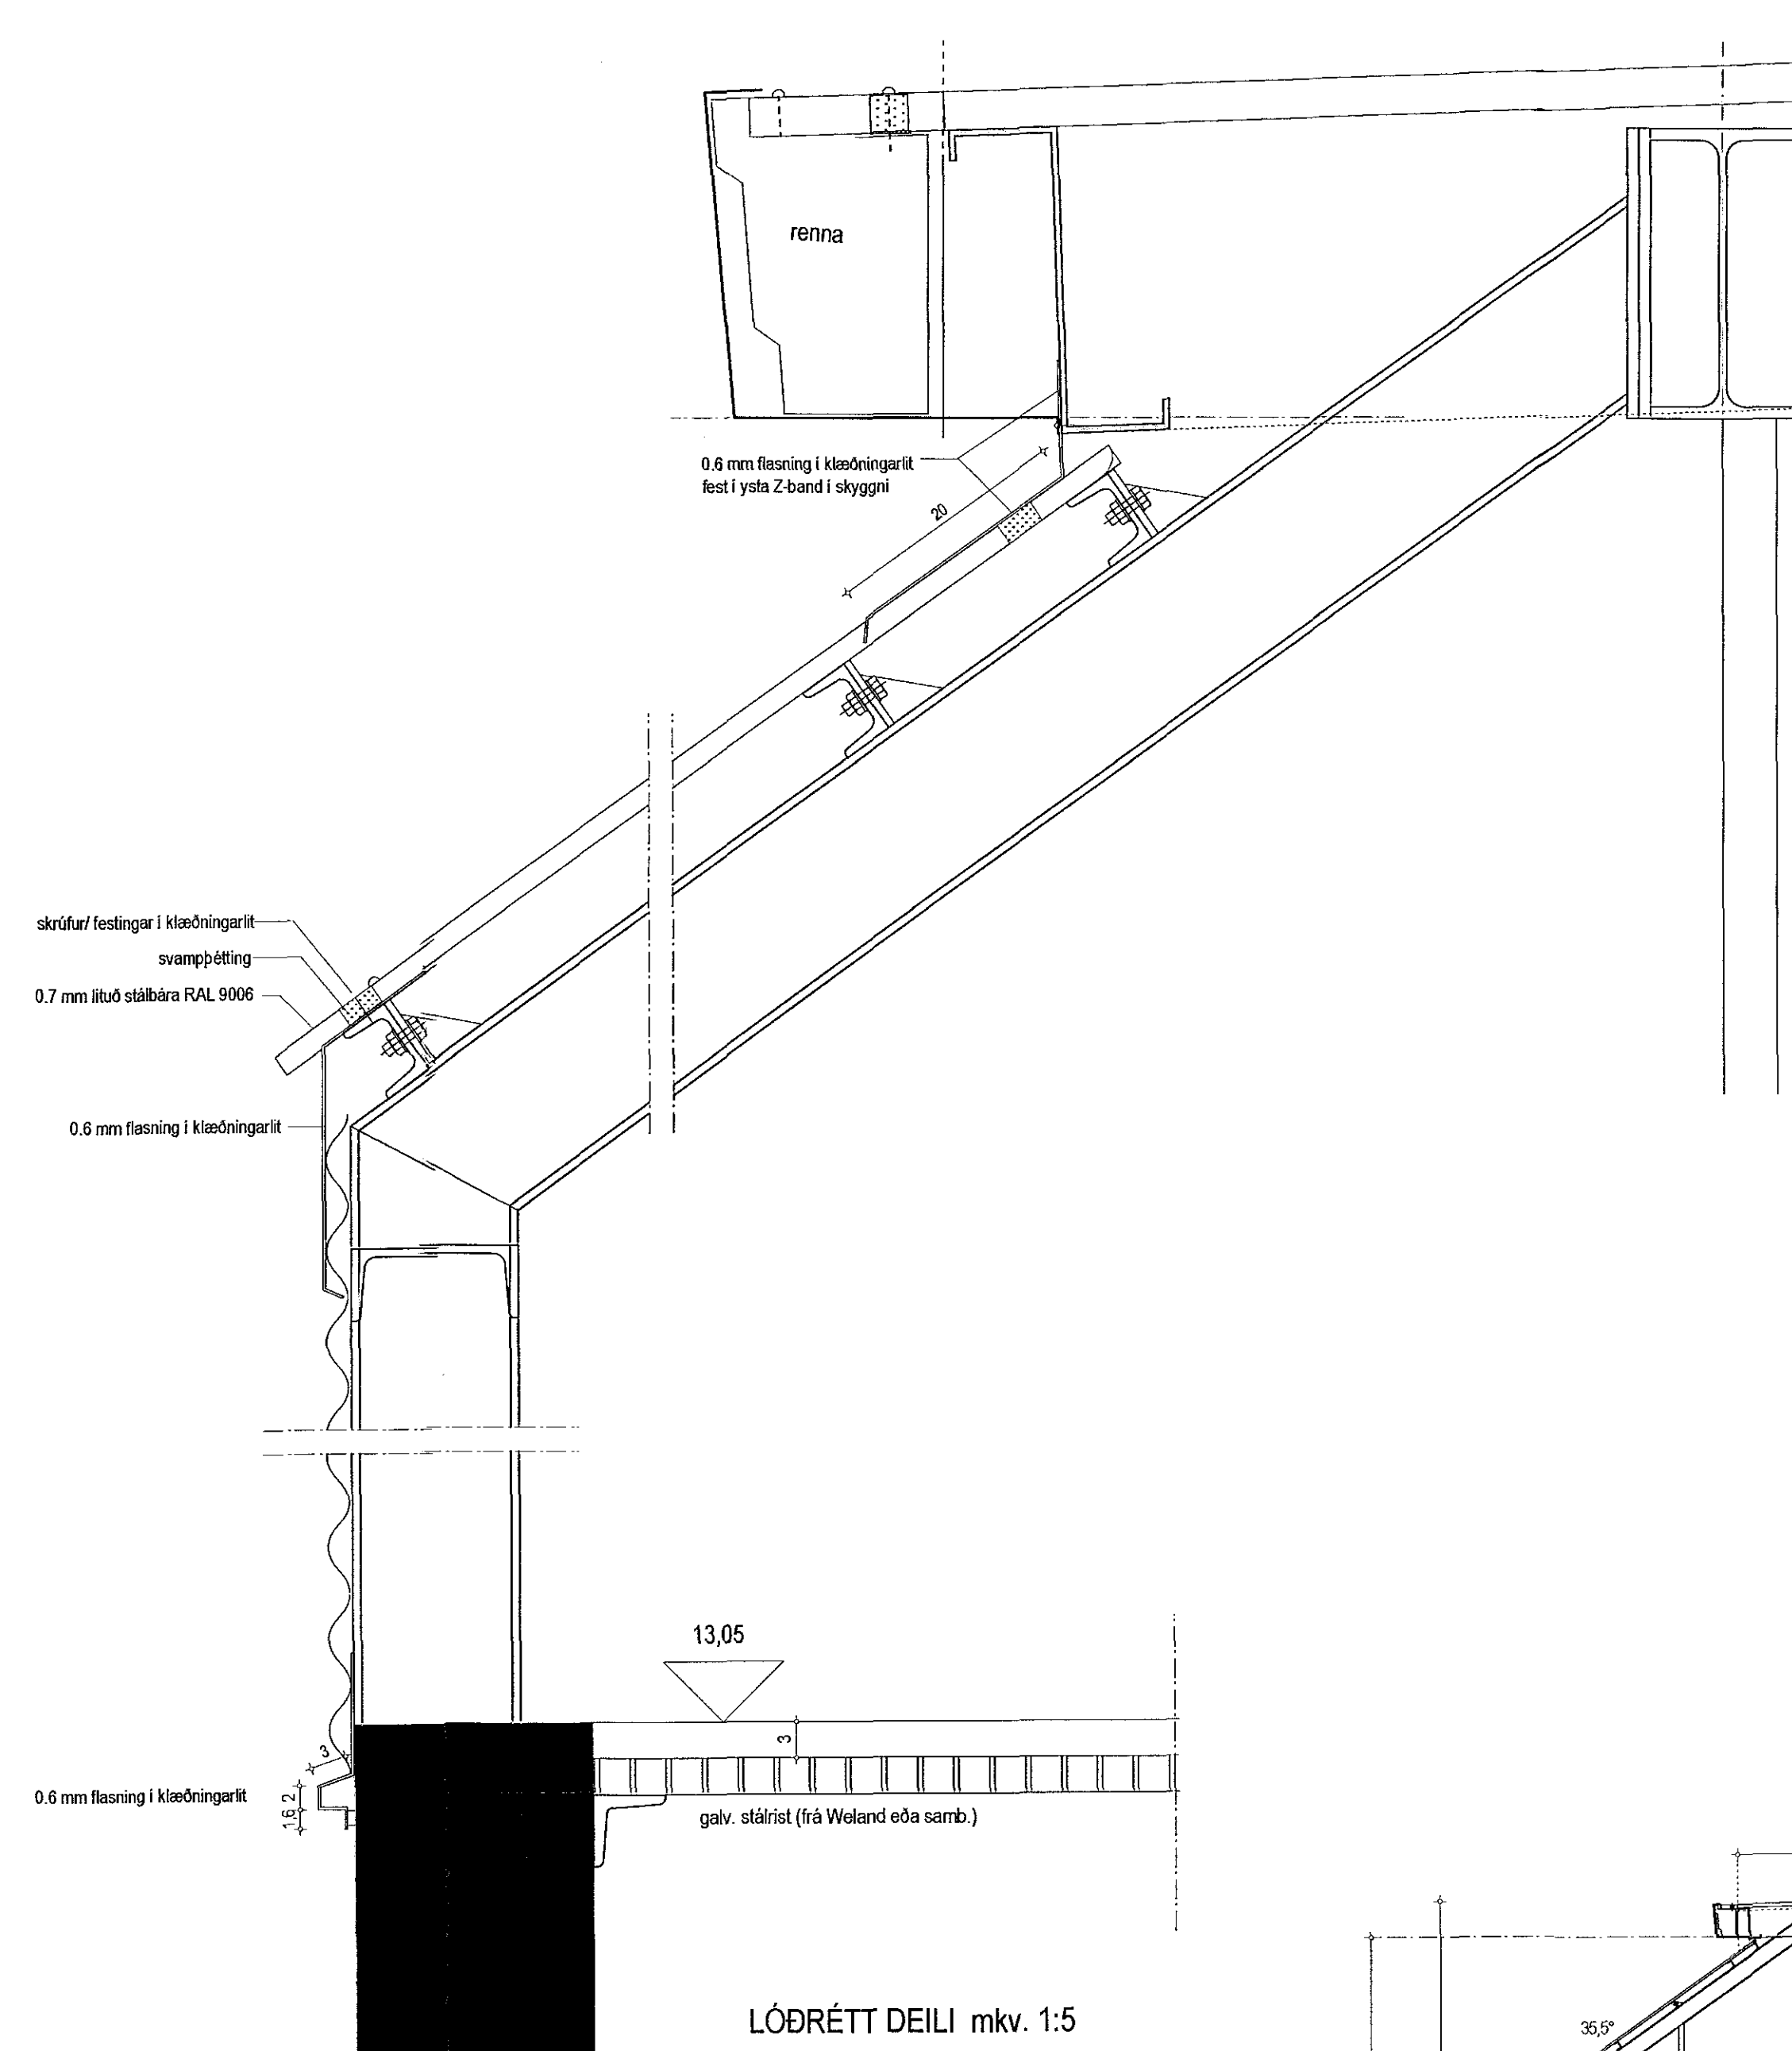 renna
0.6 mm flasning í klæðningarlit
fest í ysta Z-band í skyggni
20
skrúfur/ festingar í klæðningarlit
svampþétting
0.7 mm lituð stálbára RAL 9006
0.6 mm flasning í klæðningarlit
13,05
3
3
0.6 mm flasning í klæðningarlit
2
1,6
galv. stálrist (frá Weland eða samb.)
LÓÐRÉTT DEILI mkv. 1:5
35,5°